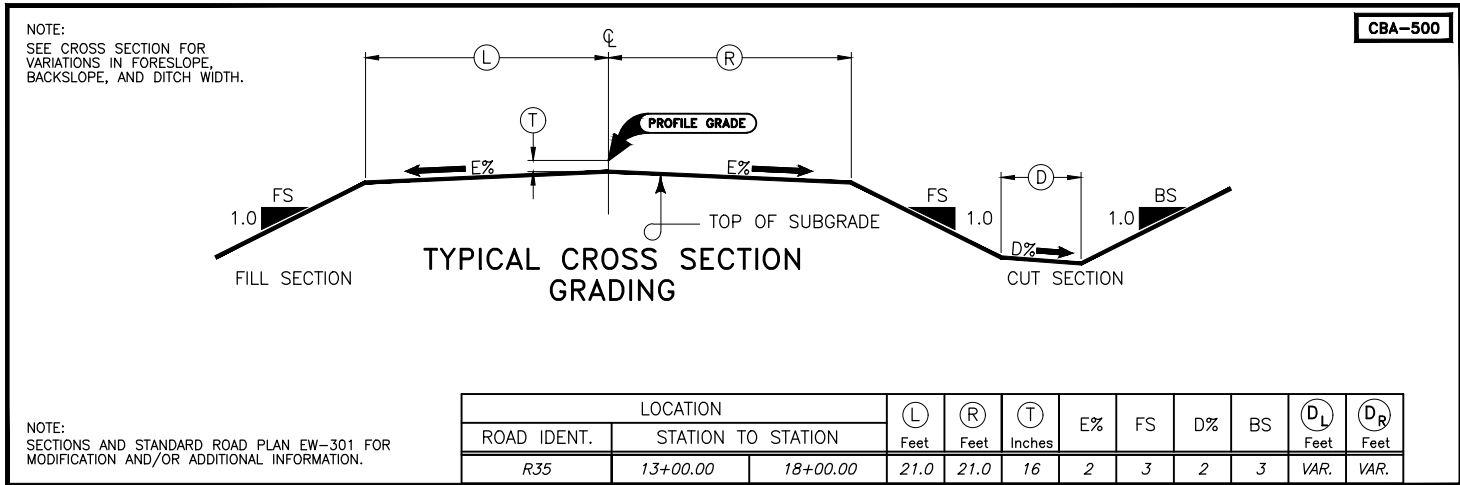 NOTE:
SEE CROSS SECTION FOR
VARIATIONS IN FORESLOPE,
BACKSLOPE, AND DITCH WIDTH.
CBA-500
℄
L
R
T
PROFILE GRADE
E%
E%
D
FS
1.0
FS
1.0
BS
1.0
TOP OF SUBGRADE
D%
FILL SECTION
TYPICAL CROSS SECTION
GRADING
CUT SECTION
NOTE:
SECTIONS AND STANDARD ROAD PLAN EW-301 FOR
MODIFICATION AND/OR ADDITIONAL INFORMATION.
LOCATION L R T E% FS D% BS DL DR
ROAD IDENT. STATION TO STATION Feet Feet Inches Feet Feet
R35 13+00.00 18+00.00 21.0 21.0 16 2 3 2 3 VAR. VAR.